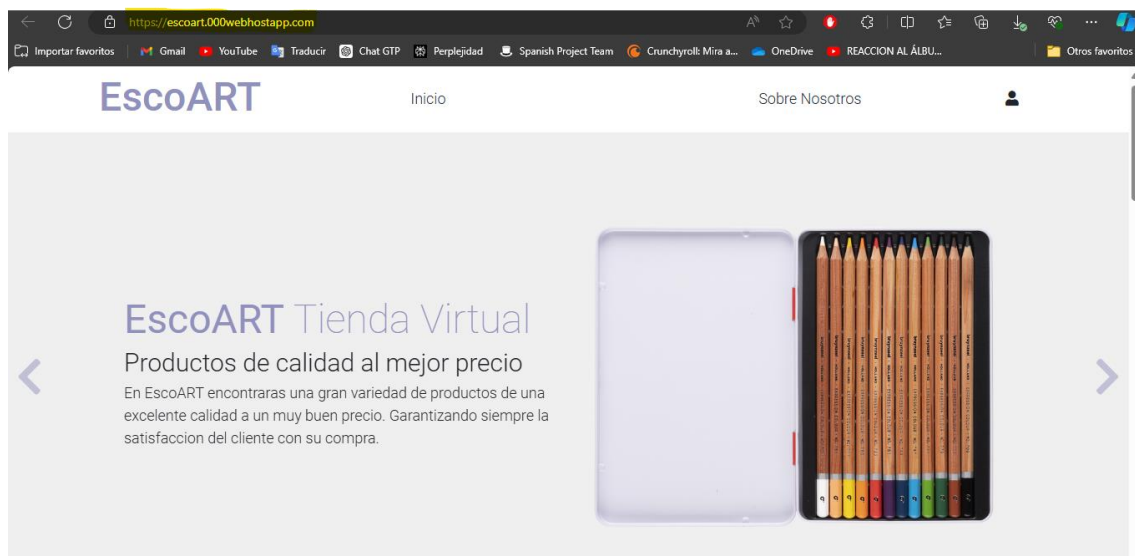 https://escoart.000webhostapp.com
Importar favoritos Gmail YouTube Traducir Chat GTP Perplejidad Spanish Project Team Crunchyroll: Mira a... OneDrive REACCION AL ÁLBU... Otros favoritos
EscoART Inicio Sobre Nosotros
EscoART Tienda Virtual
Productos de calidad al mejor precio
En EscoART encontraras una gran variedad de productos de una
excelente calidad a un muy buen precio. Garantizando siempre la
satisfaccion del cliente con su compra.